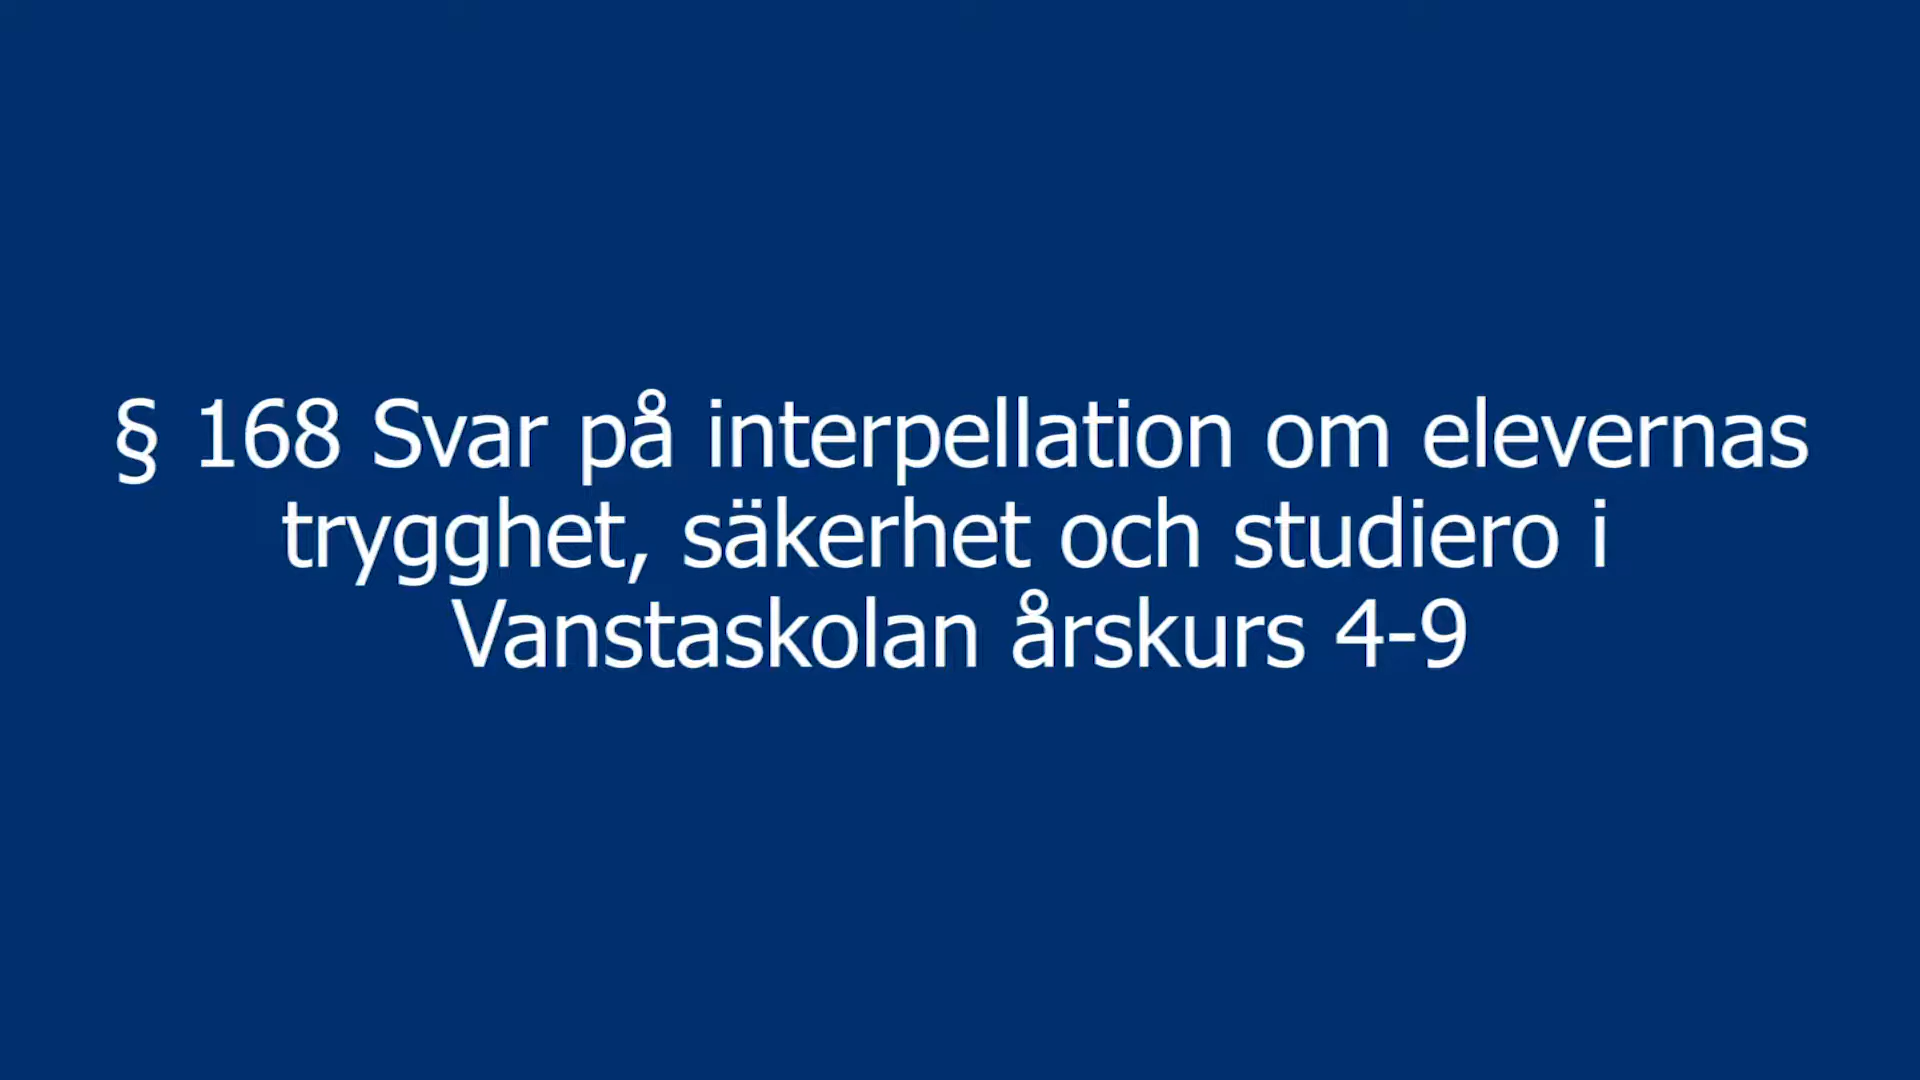 § 168 Svar på interpellation om elevernas
trygghet, säkerhet och studiero i
Vanstaskolan årskurs 4-9